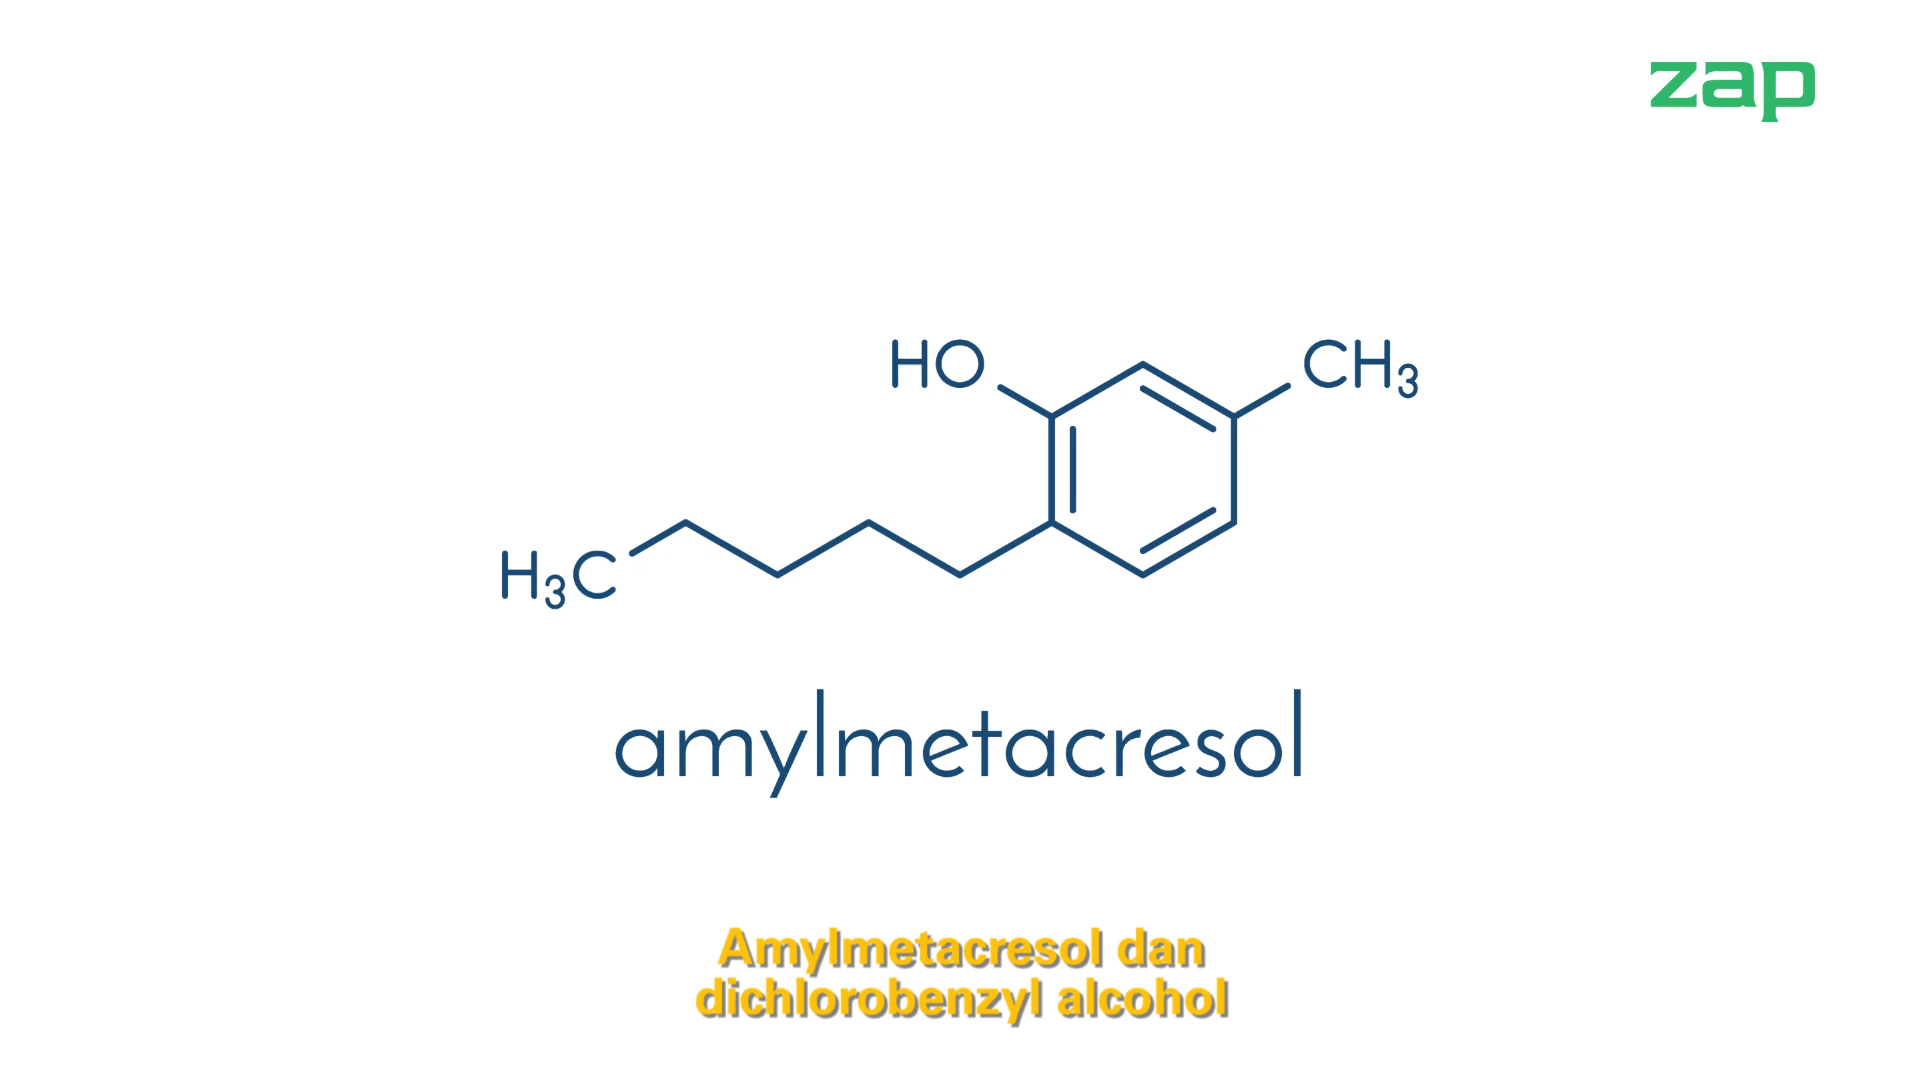 zap
HO
CH₃
H₃C
amylmetacresol
Amylmetacresol dan
dichlorobenzyl alcohol